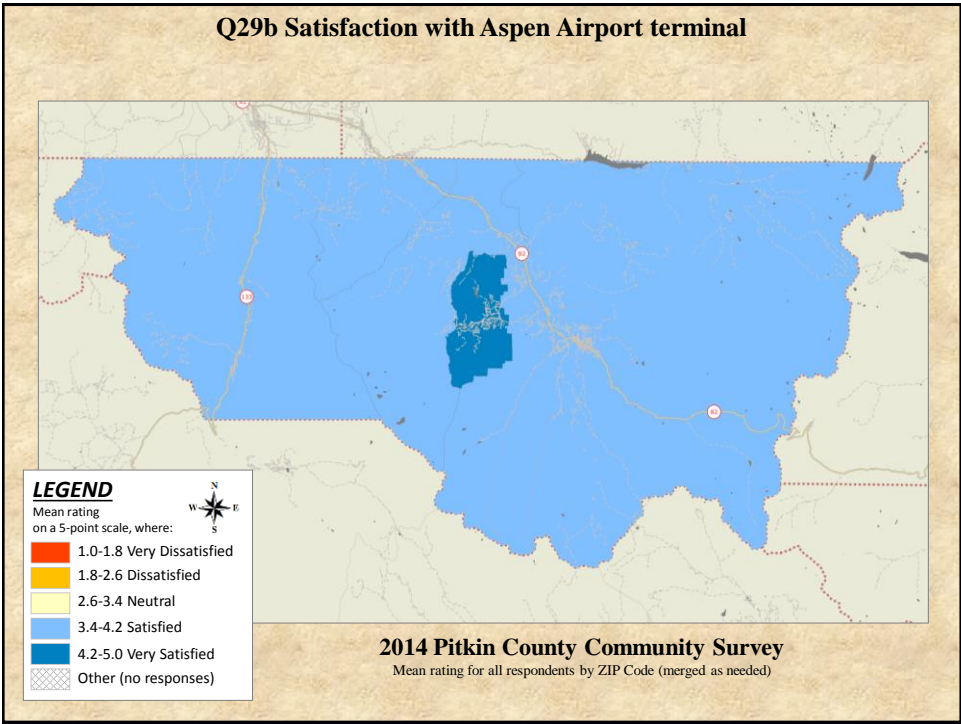 Q29b Satisfaction with Aspen Airport terminal
82
133
82
LEGEND
Mean rating
on a 5-point scale, where:
N
W E
S
1.0-1.8 Very Dissatisfied
1.8-2.6 Dissatisfied
2.6-3.4 Neutral
3.4-4.2 Satisfied
4.2-5.0 Very Satisfied
Other (no responses)
2014 Pitkin County Community Survey
Mean rating for all respondents by ZIP Code (merged as needed)